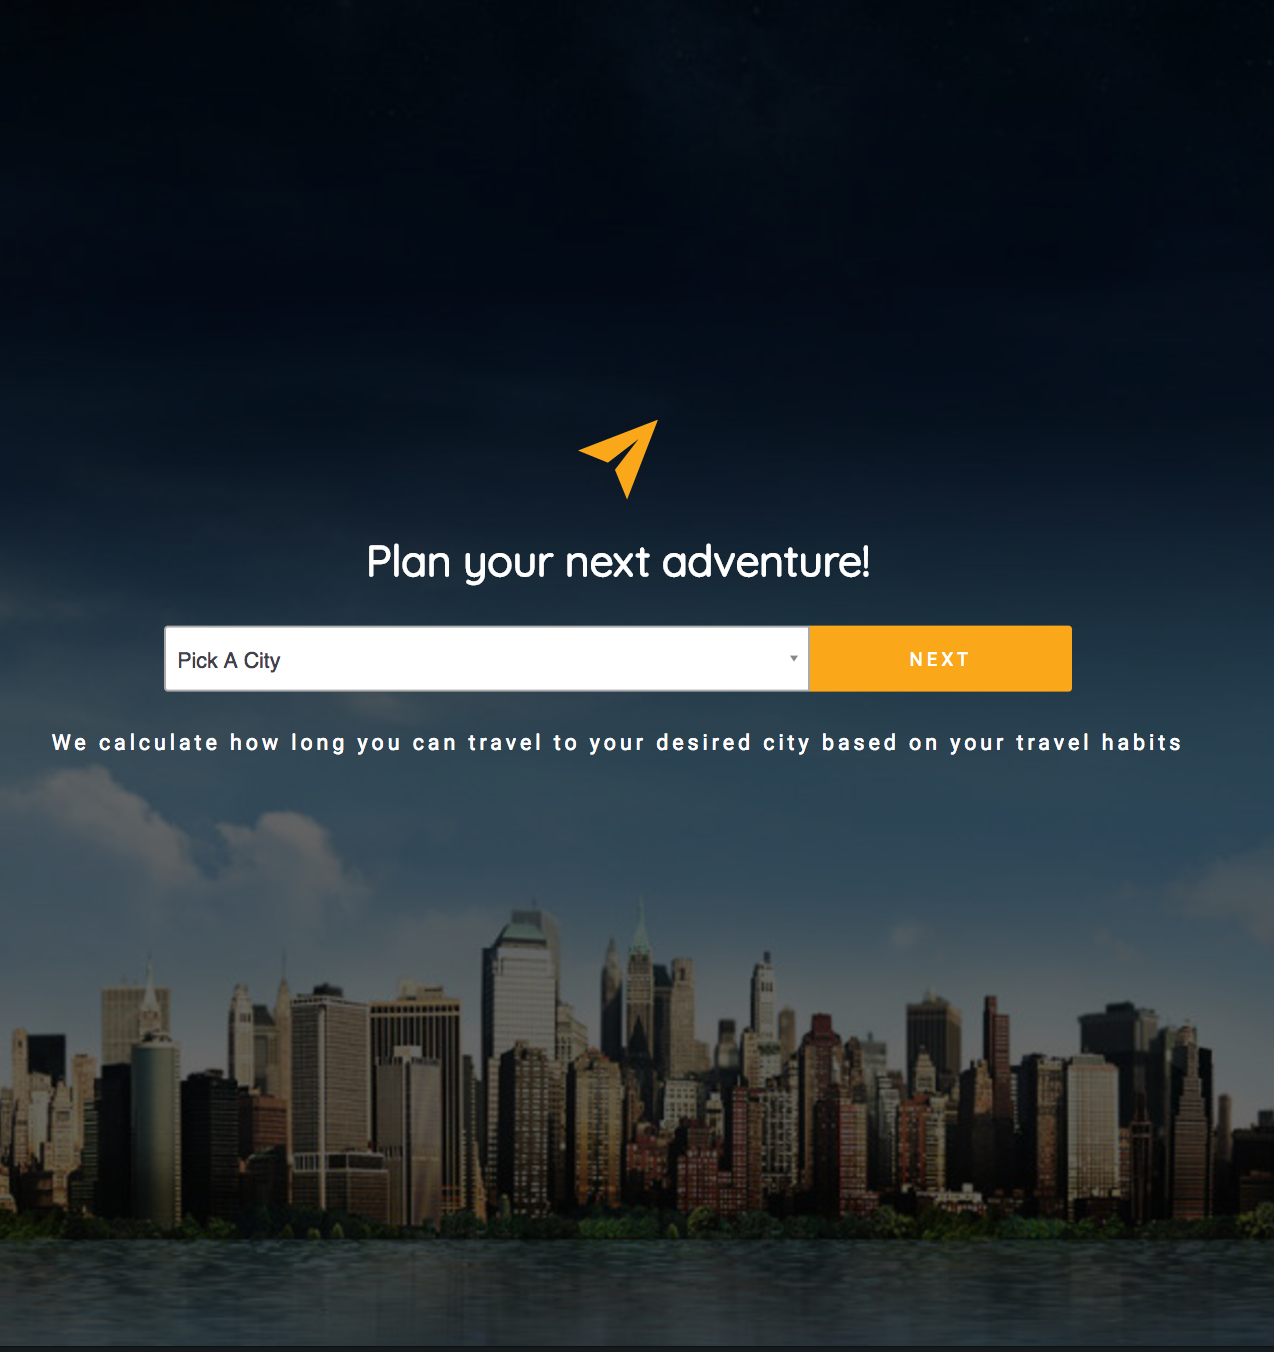 Plan your next adventure!
Pick A City
NEXT
We calculate how long you can travel to your desired city based on your travel habits